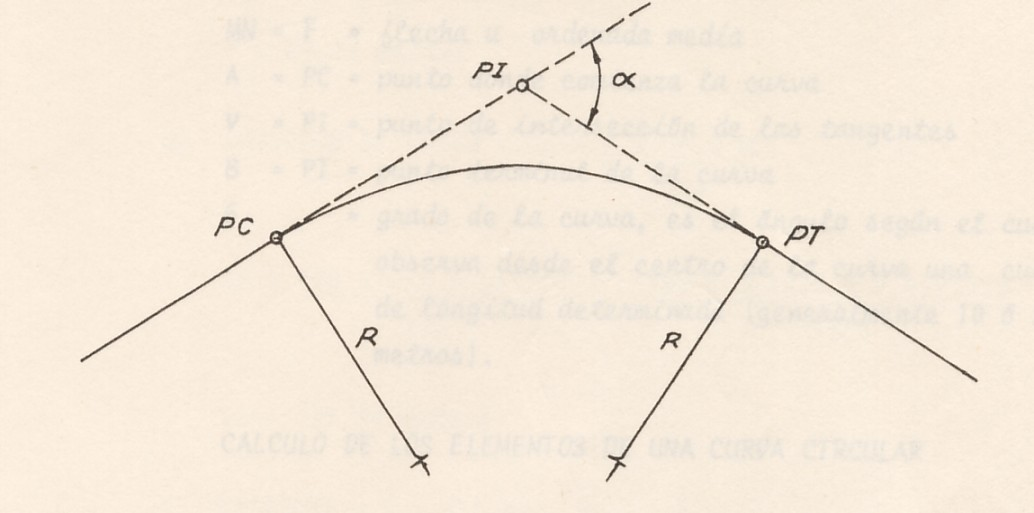 MN = F = flecha u ordenada media
A = PC = punto donde comienza la curva
V = PI = punto de intersección de las tangentes
B = PT = punto terminal de la curva
= grado de la curva, es el ángulo según el
observa desde el centro de la curva una
de longitud determinada (generalmente 10 ó
metros).
CALCULO DE LOS ELEMENTOS DE UNA CURVA CIRCULAR
PI
α
PC
PT
R
R